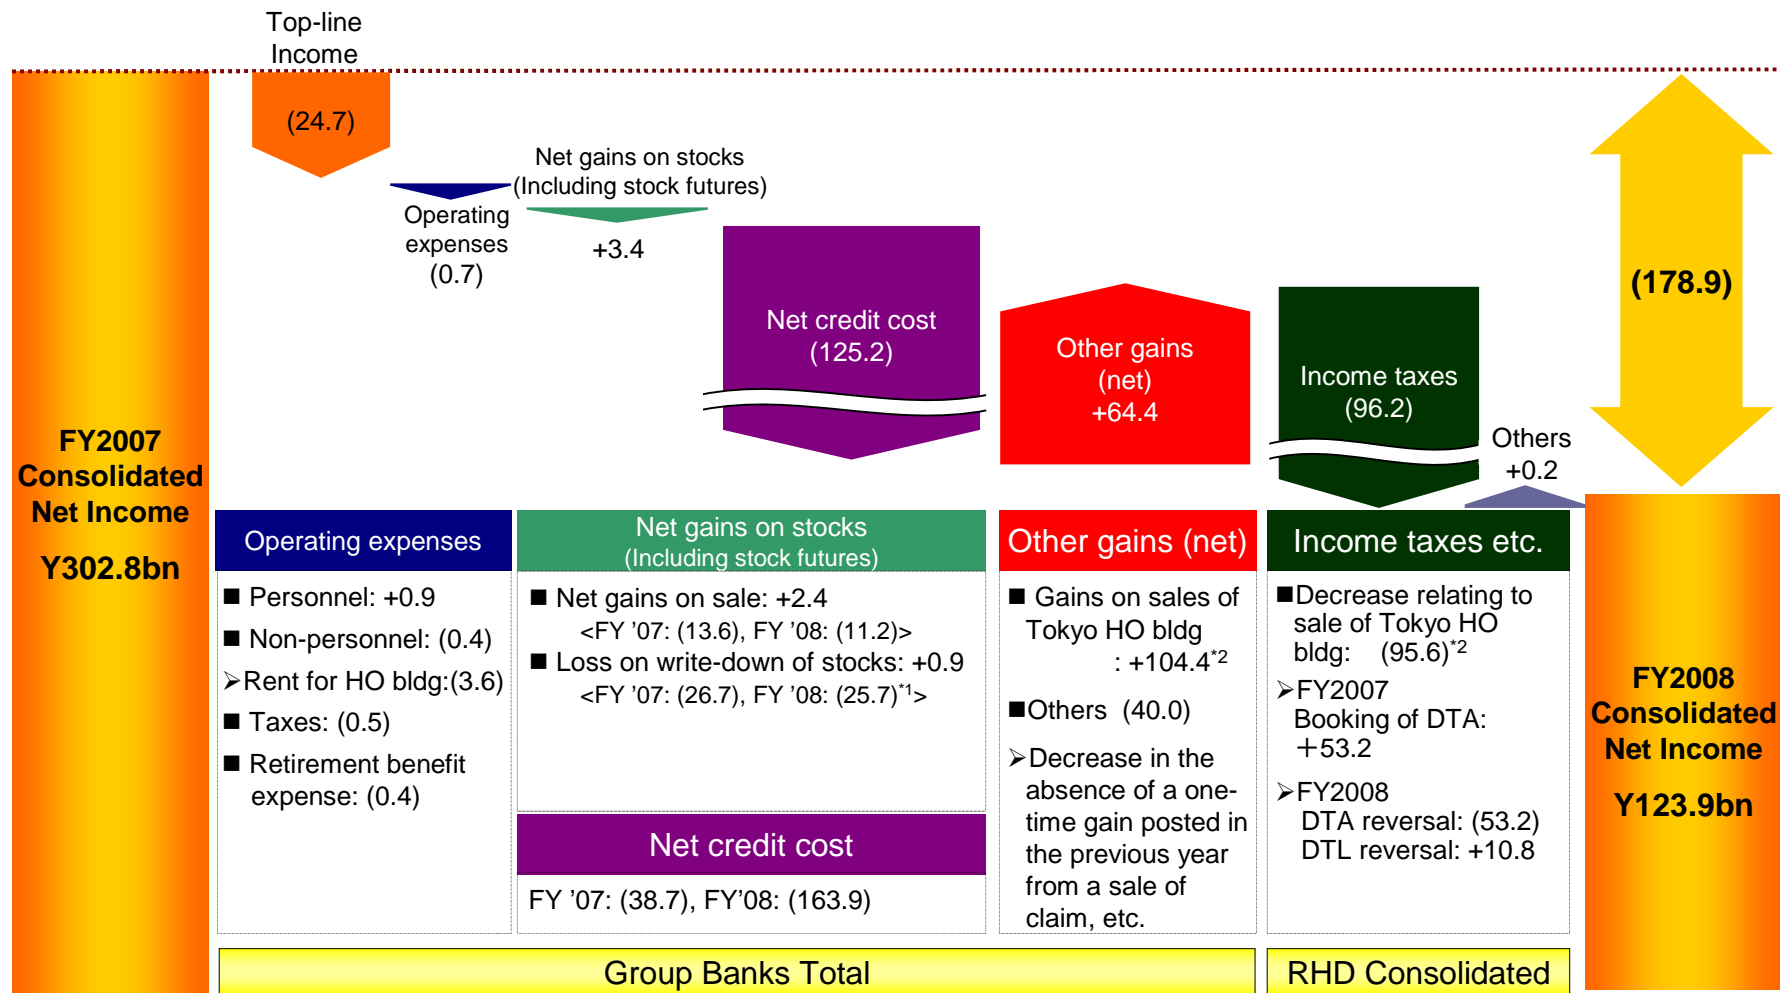 Top-line
Income
(24.7)
Net gains on stocks
(Including stock futures)
Operating
expenses
(0.7)
+3.4
Net credit cost
(125.2)
Other gains
(net)
+64.4
Income taxes
(96.2)
Others
+0.2
(178.9)
FY2007
Consolidated
Net Income
Y302.8bn
Operating expenses
■ Personnel: +0.9
■ Non-personnel: (0.4)
➢Rent for HO bldg:(3.6)
■ Taxes: (0.5)
■ Retirement benefit
expense: (0.4)
Net gains on stocks
(Including stock futures)
■ Net gains on sale: +2.4
<FY '07: (13.6), FY '08: (11.2)>
■ Loss on write-down of stocks: +0.9
<FY '07: (26.7), FY '08: (25.7)*1>
Net credit cost
FY '07: (38.7), FY'08: (163.9)
Other gains (net)
■ Gains on sales of
Tokyo HO bldg
: +104.4*2
■Others (40.0)
➢Decrease in the
absence of a one-
time gain posted in
the previous year
from a sale of
claim, etc.
Income taxes etc.
■Decrease relating to
sale of Tokyo HO
bldg: (95.6)*2
➢FY2007
Booking of DTA:
＋53.2
➢FY2008
DTA reversal: (53.2)
DTL reversal: +10.8
FY2008
Consolidated
Net Income
Y123.9bn
Group Banks Total
RHD Consolidated